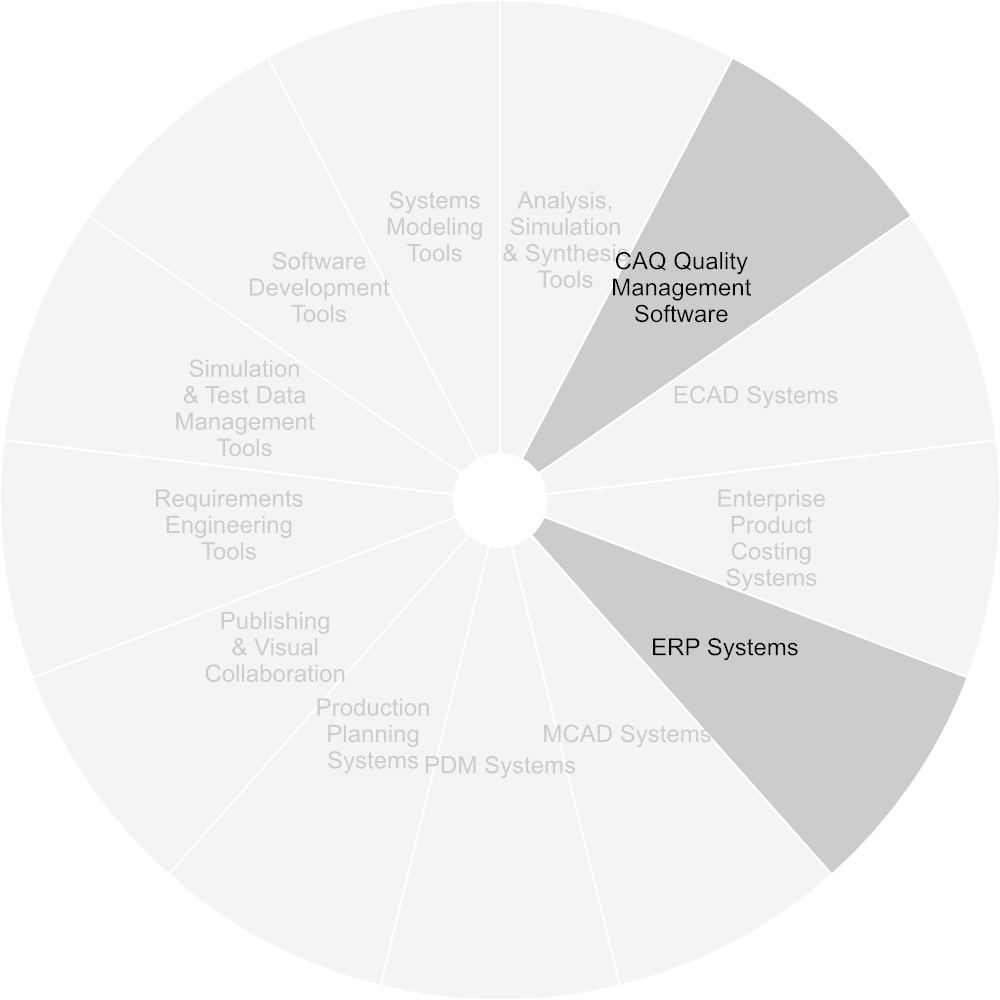 Analysis,
Simulation
& Synthesis
Tools
CAQ Quality
Management
Software
ECAD Systems
Enterprise
Product
Costing
Systems
ERP Systems
MCAD Systems
PDM Systems
Production
Planning
Systems
Publishing
& Visual
Collaboration
Requirements
Engineering
Tools
Simulation
& Test Data
Management
Tools
Software
Development
Tools
Systems
Modeling
Tools